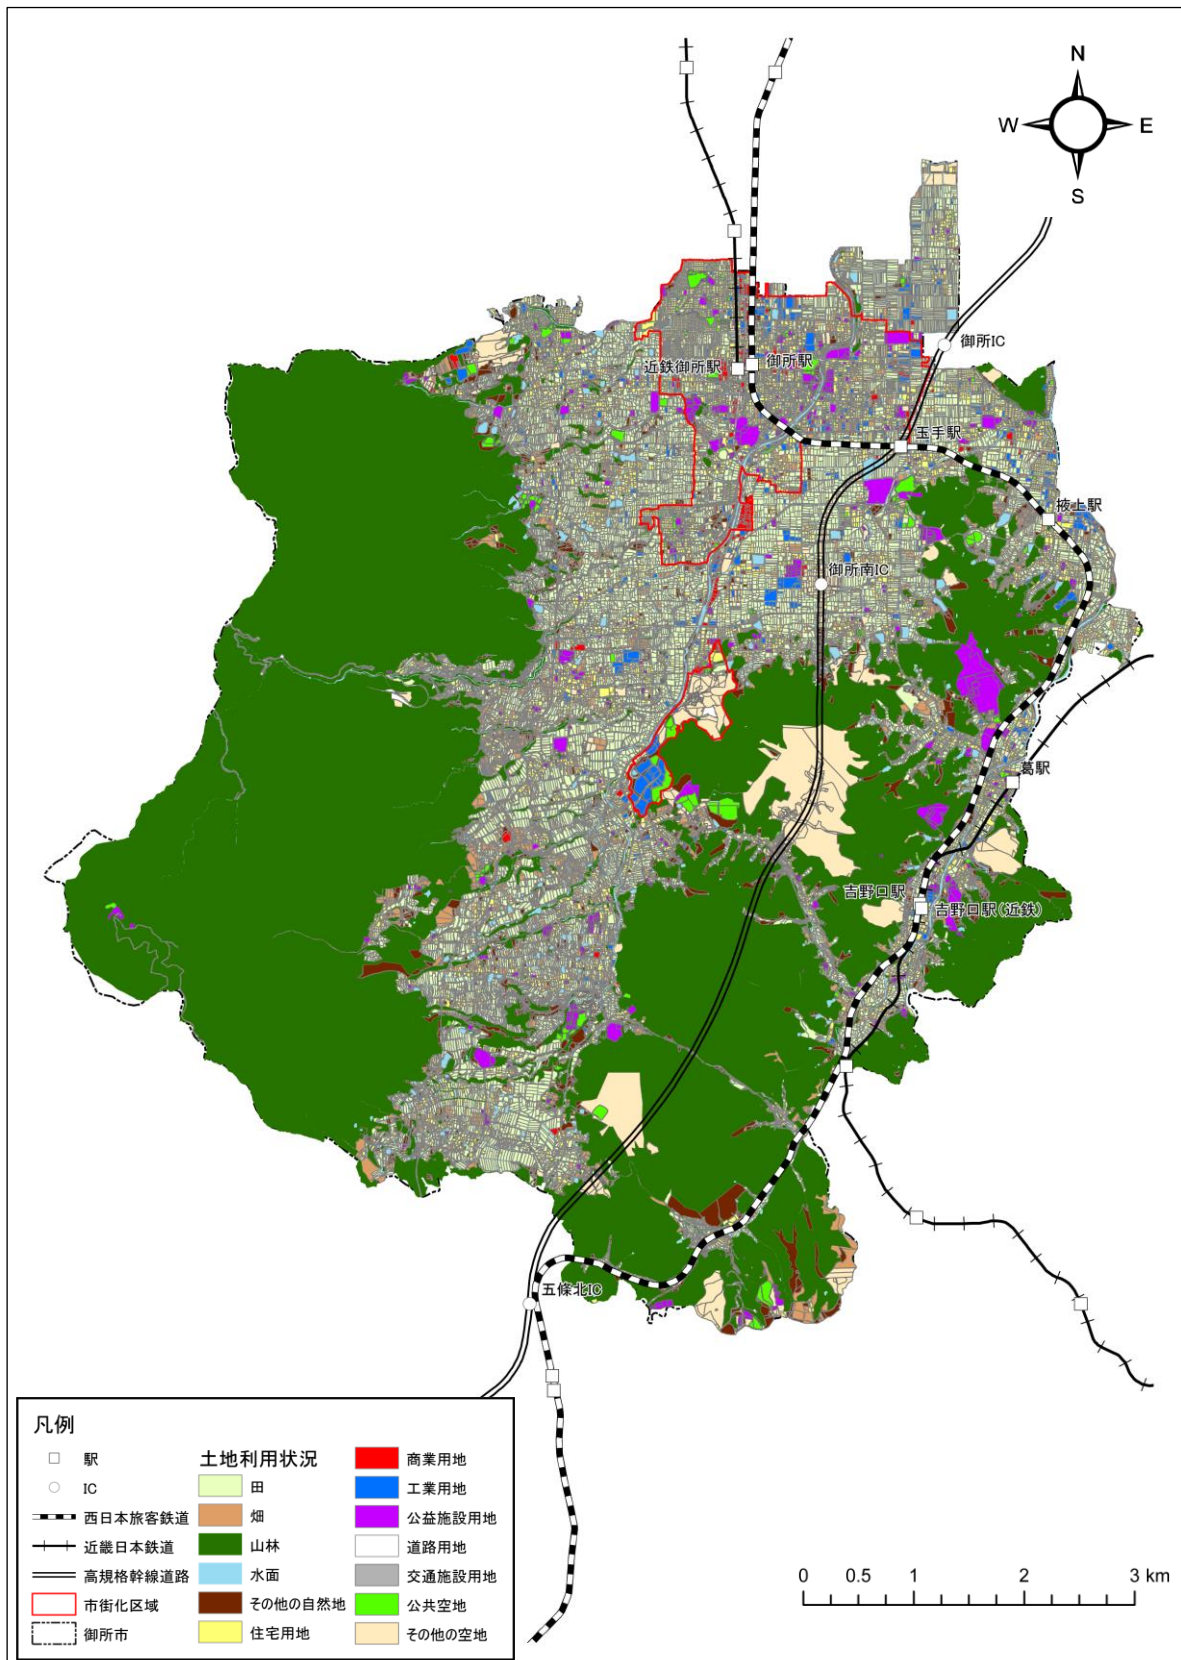 N
W E
S
御所IC
近鉄御所駅
御所駅
玉手駅
掖上駅
御所南IC
葛駅
吉野口駅
吉野口駅(近鉄)
五條北IC
凡例
駅
IC
西日本旅客鉄道
近畿日本鉄道
高規格幹線道路
市街化区域
御所市
土地利用状況
田
畑
山林
水面
その他の自然地
住宅用地
商業用地
工業用地
公益施設用地
道路用地
交通施設用地
公共空地
その他の空地
0 0.5 1 2 3 km